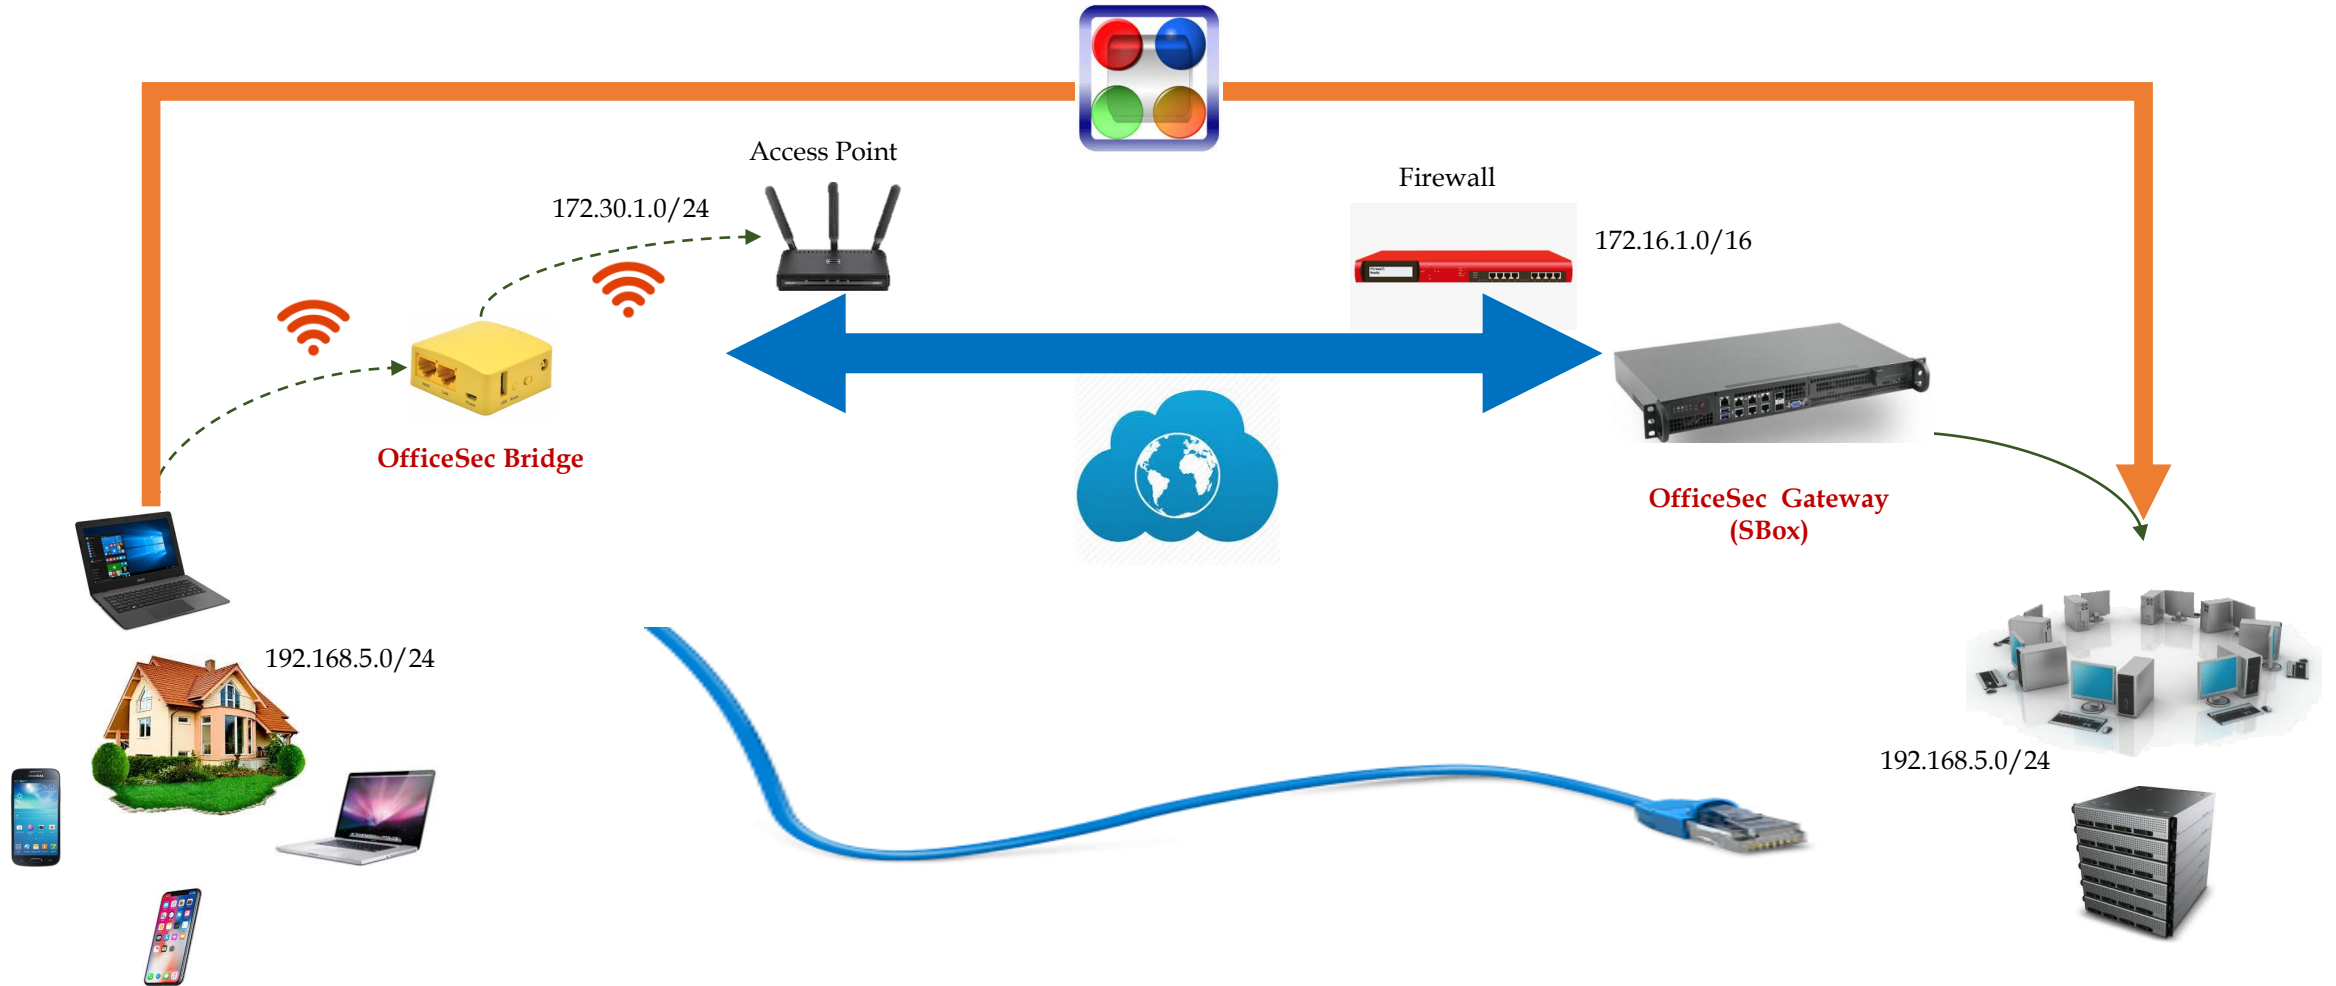 Access Point
Firewall
172.30.1.0/24
172.16.1.0/16
OfficeSec Bridge
OfficeSec  Gateway
(SBox)
192.168.5.0/24
192.168.5.0/24